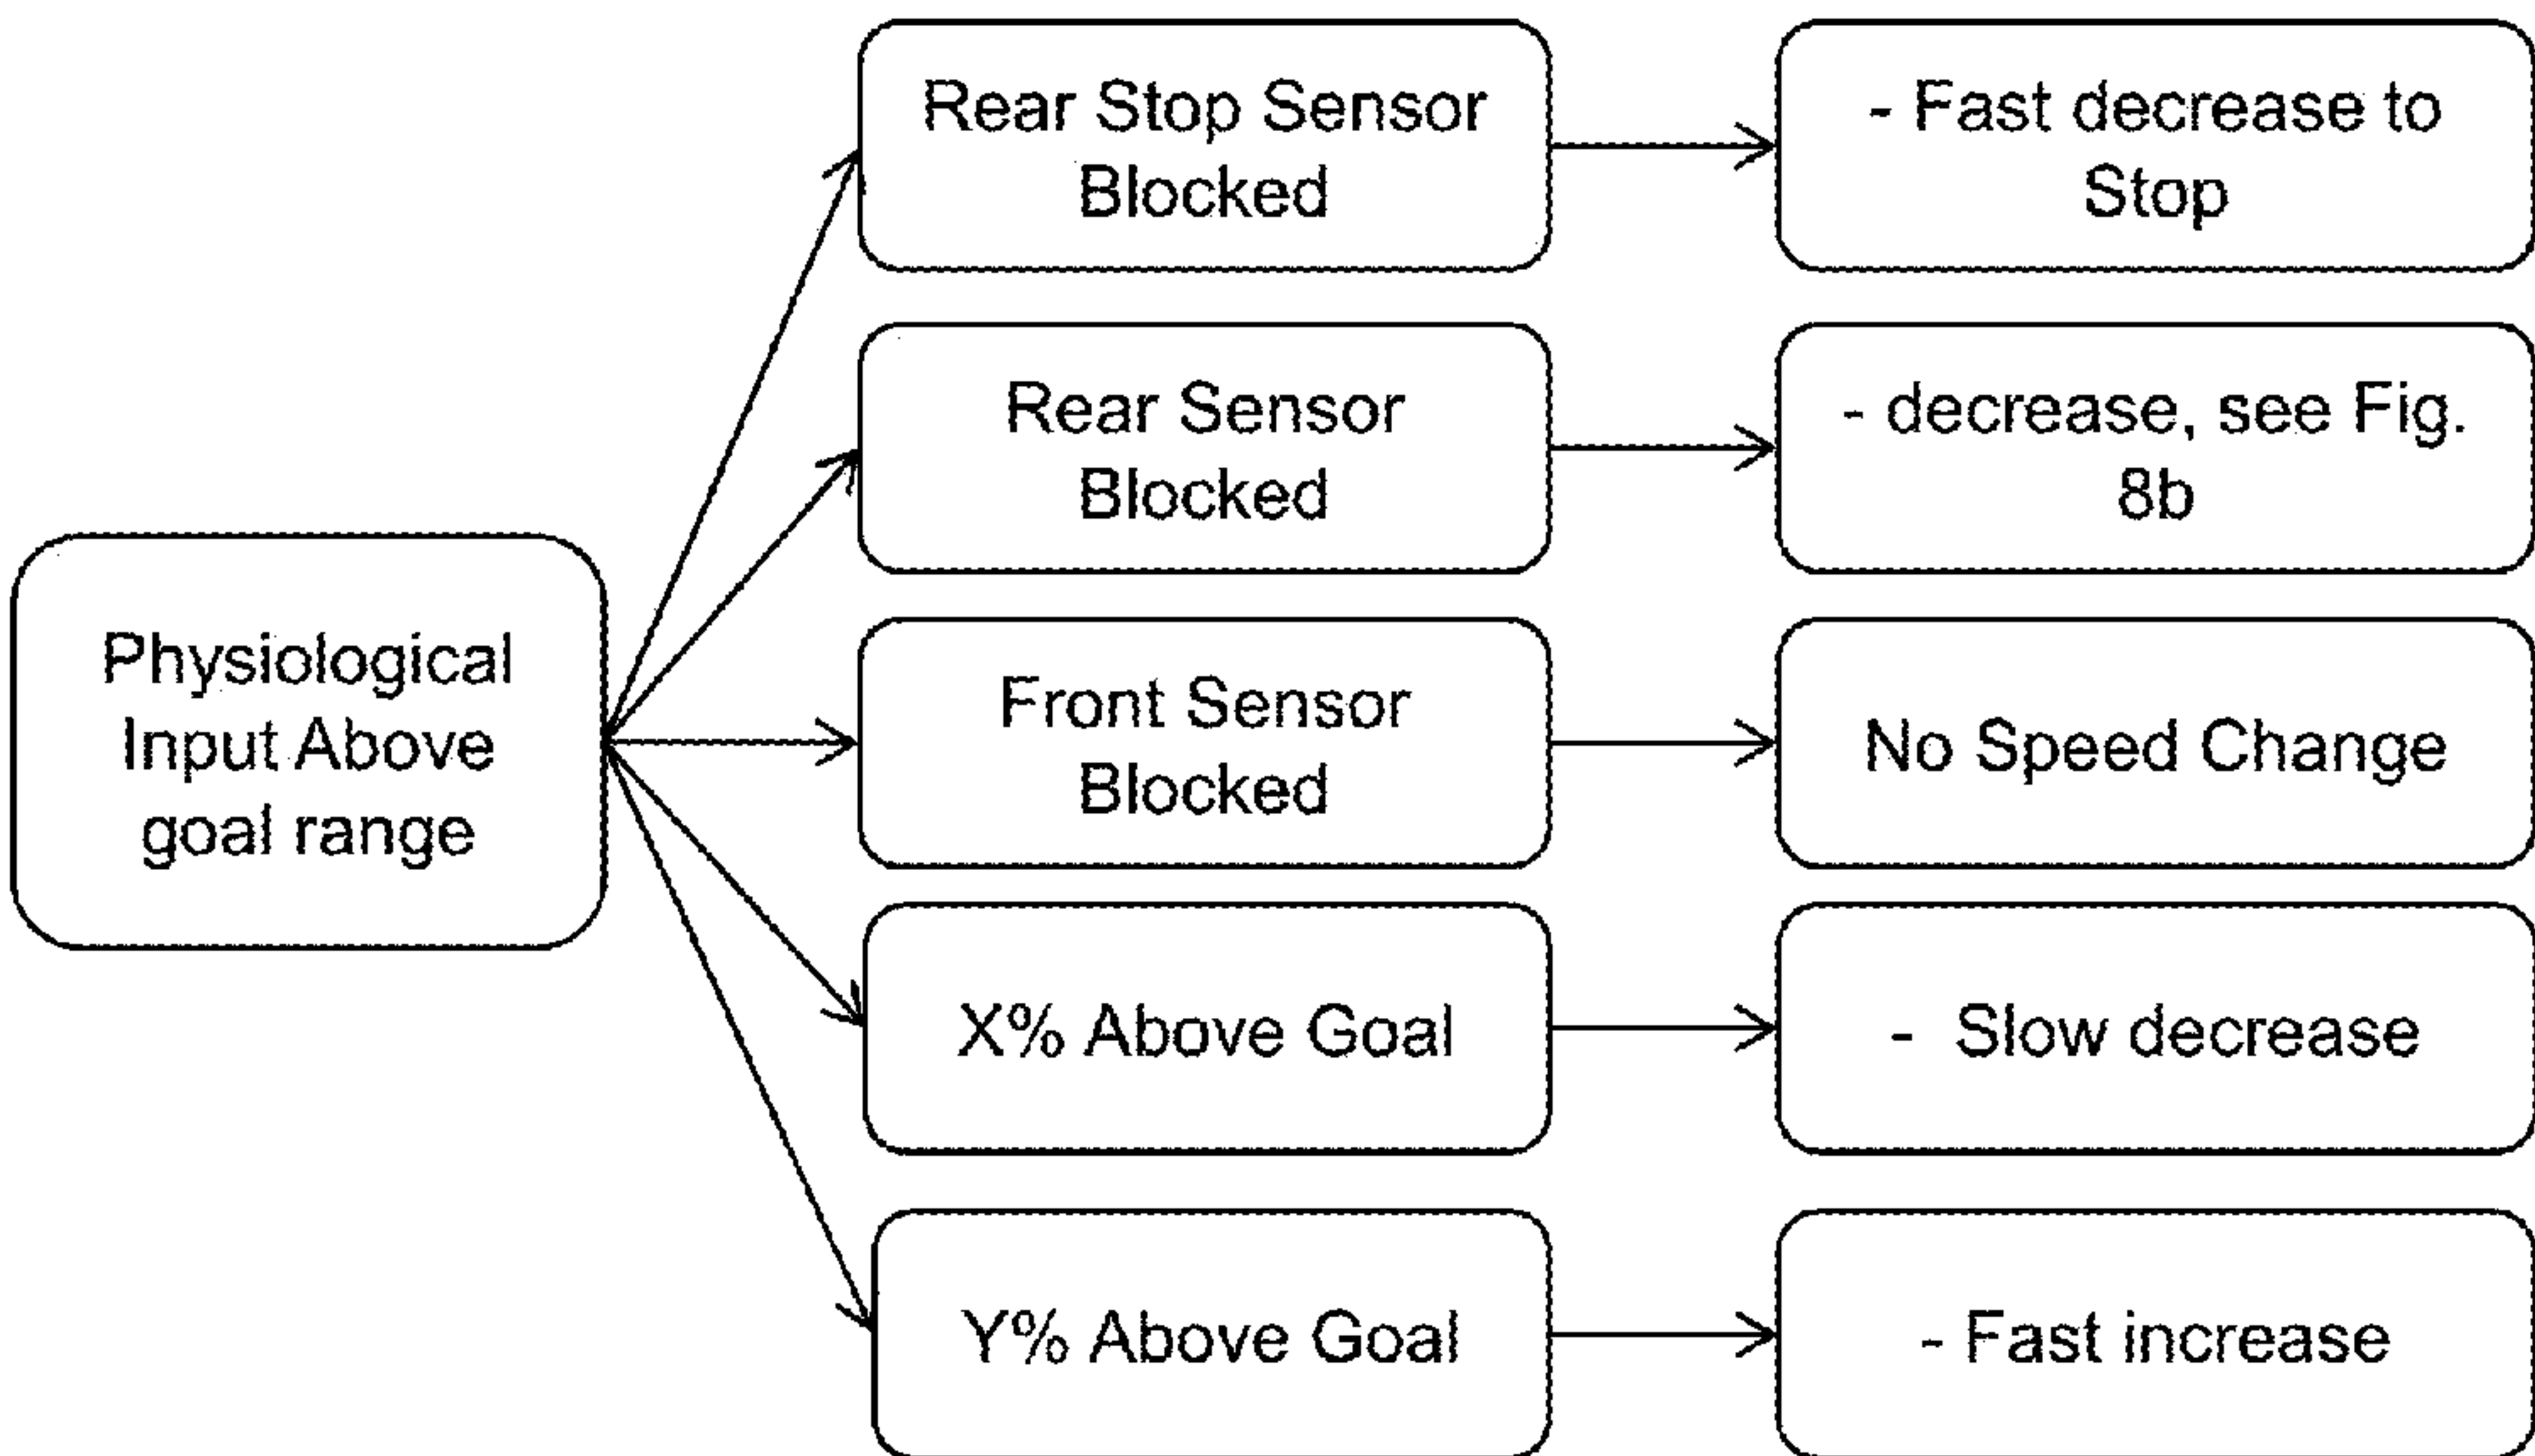 Physiological
Input Above
goal range
Rear Stop Sensor
Blocked
- Fast decrease to
Stop
Rear Sensor
Blocked
- decrease, see Fig.
8b
Front Sensor
Blocked
No Speed Change
X% Above Goal
- Slow decrease
Y% Above Goal
- Fast increase